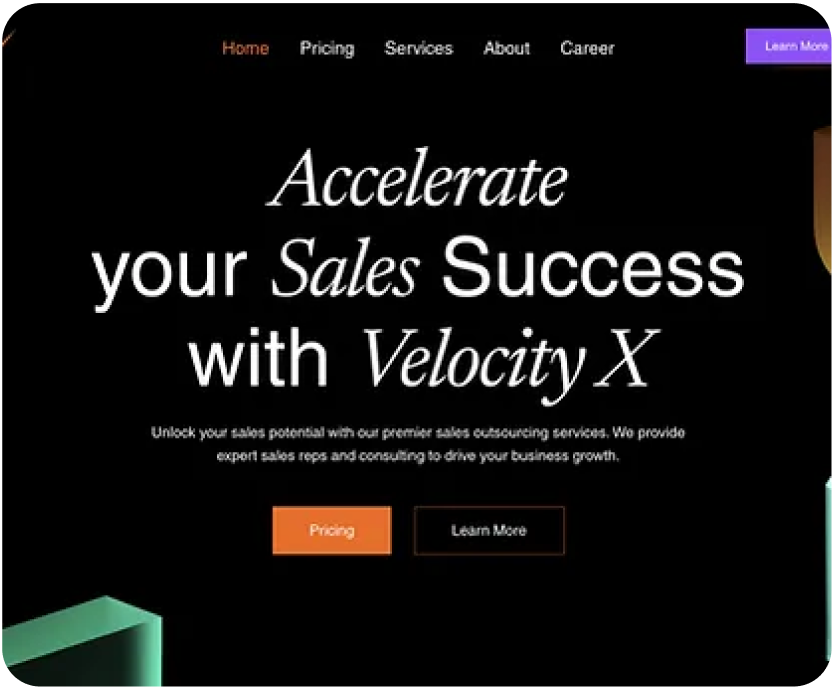 Home Pricing Services About Career Learn More
Accelerate
your Sales Success
with Velocity X
Unlock your sales potential with our premier sales outsourcing services. We provide
expert sales reps and consulting to drive your business growth.
Pricing Learn More